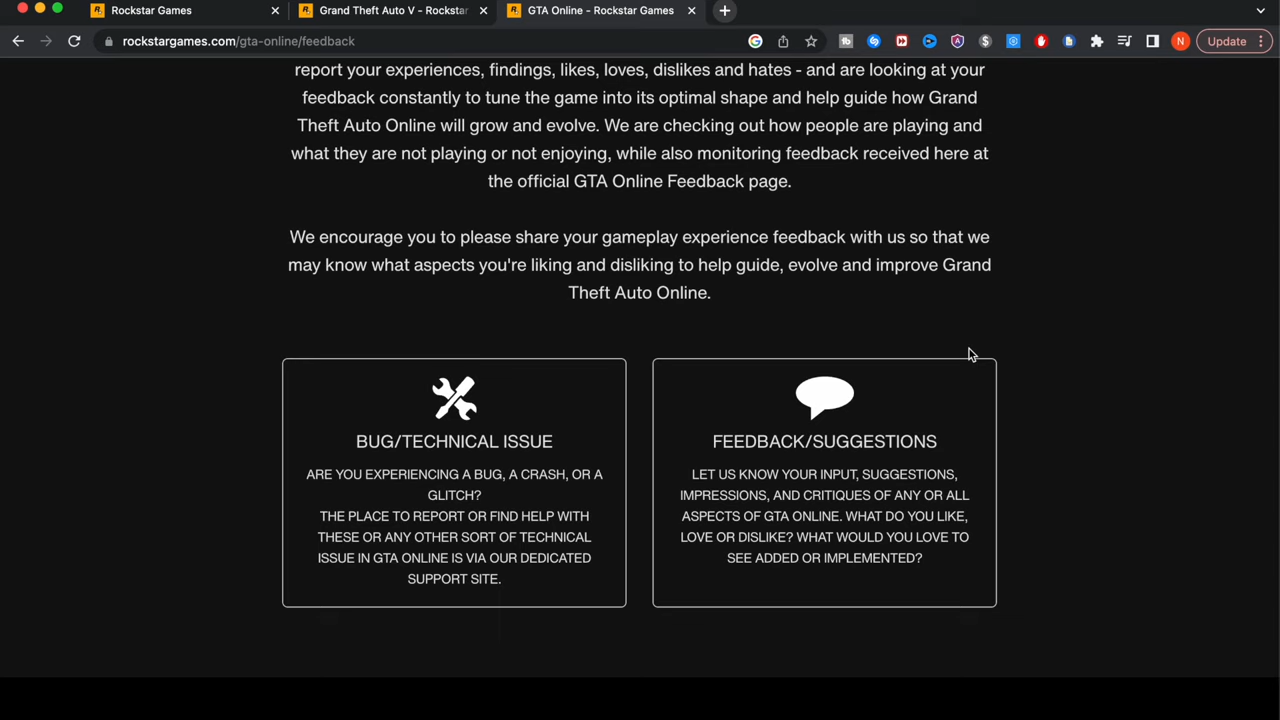 Rockstar Games
Grand Theft Auto V – Rockstar
GTA Online - Rockstar Games
rockstargames.com/gta-online/feedback
N
Update
report your experiences, findings, likes, loves, dislikes and hates - and are looking at your
feedback constantly to tune the game into its optimal shape and help guide how Grand
Theft Auto Online will grow and evolve. We are checking out how people are playing and
what they are not playing or not enjoying, while also monitoring feedback received here at
the official GTA Online Feedback page.
We encourage you to please share your gameplay experience feedback with us so that we
may know what aspects you're liking and disliking to help guide, evolve and improve Grand
Theft Auto Online.
BUG/TECHNICAL ISSUE
ARE YOU EXPERIENCING A BUG, A CRASH, OR A
GLITCH?
THE PLACE TO REPORT OR FIND HELP WITH
THESE OR ANY OTHER SORT OF TECHNICAL
ISSUE IN GTA ONLINE IS VIA OUR DEDICATED
SUPPORT SITE.
FEEDBACK/SUGGESTIONS
LET US KNOW YOUR INPUT, SUGGESTIONS,
IMPRESSIONS, AND CRITIQUES OF ANY OR ALL
ASPECTS OF GTA ONLINE. WHAT DO YOU LIKE,
LOVE OR DISLIKE? WHAT WOULD YOU LOVE TO
SEE ADDED OR IMPLEMENTED?